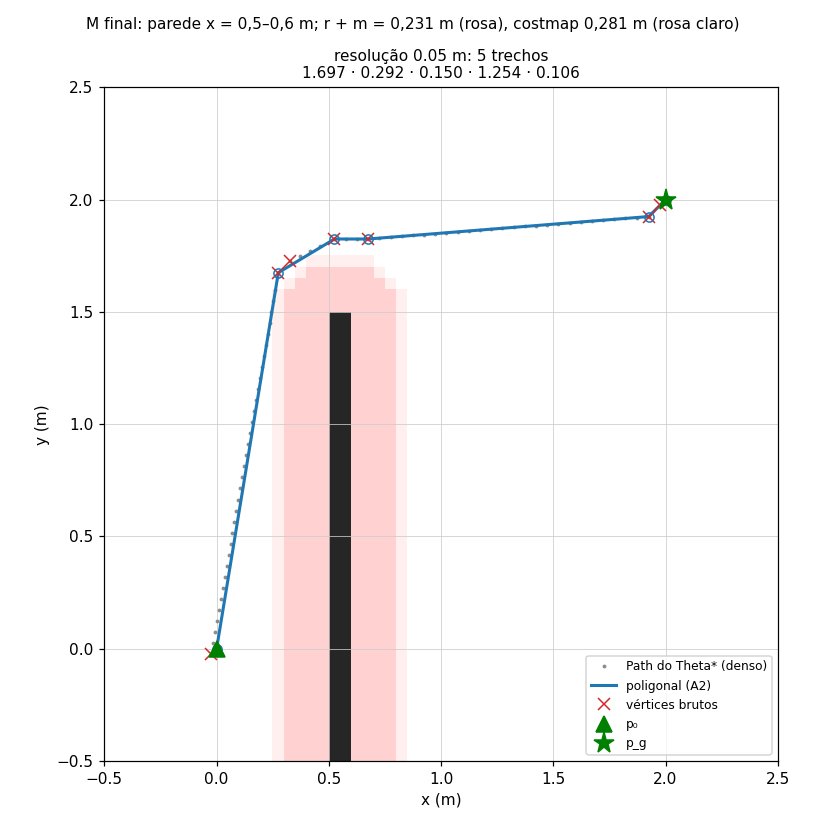 M final: parede x = 0,5–0,6 m; r + m = 0,231 m (rosa), costmap 0,281 m (rosa claro)
resolução 0.05 m: 5 trechos
1.697 · 0.292 · 0.150 · 1.254 · 0.106
2.5
2.0
1.5
1.0
0.5
0.0
−0.5
y (m)
−0.5
0.0
0.5
1.0
1.5
2.0
2.5
x (m)
Path do Theta* (denso)
poligonal (A2)
vértices brutos
p₀
p_g